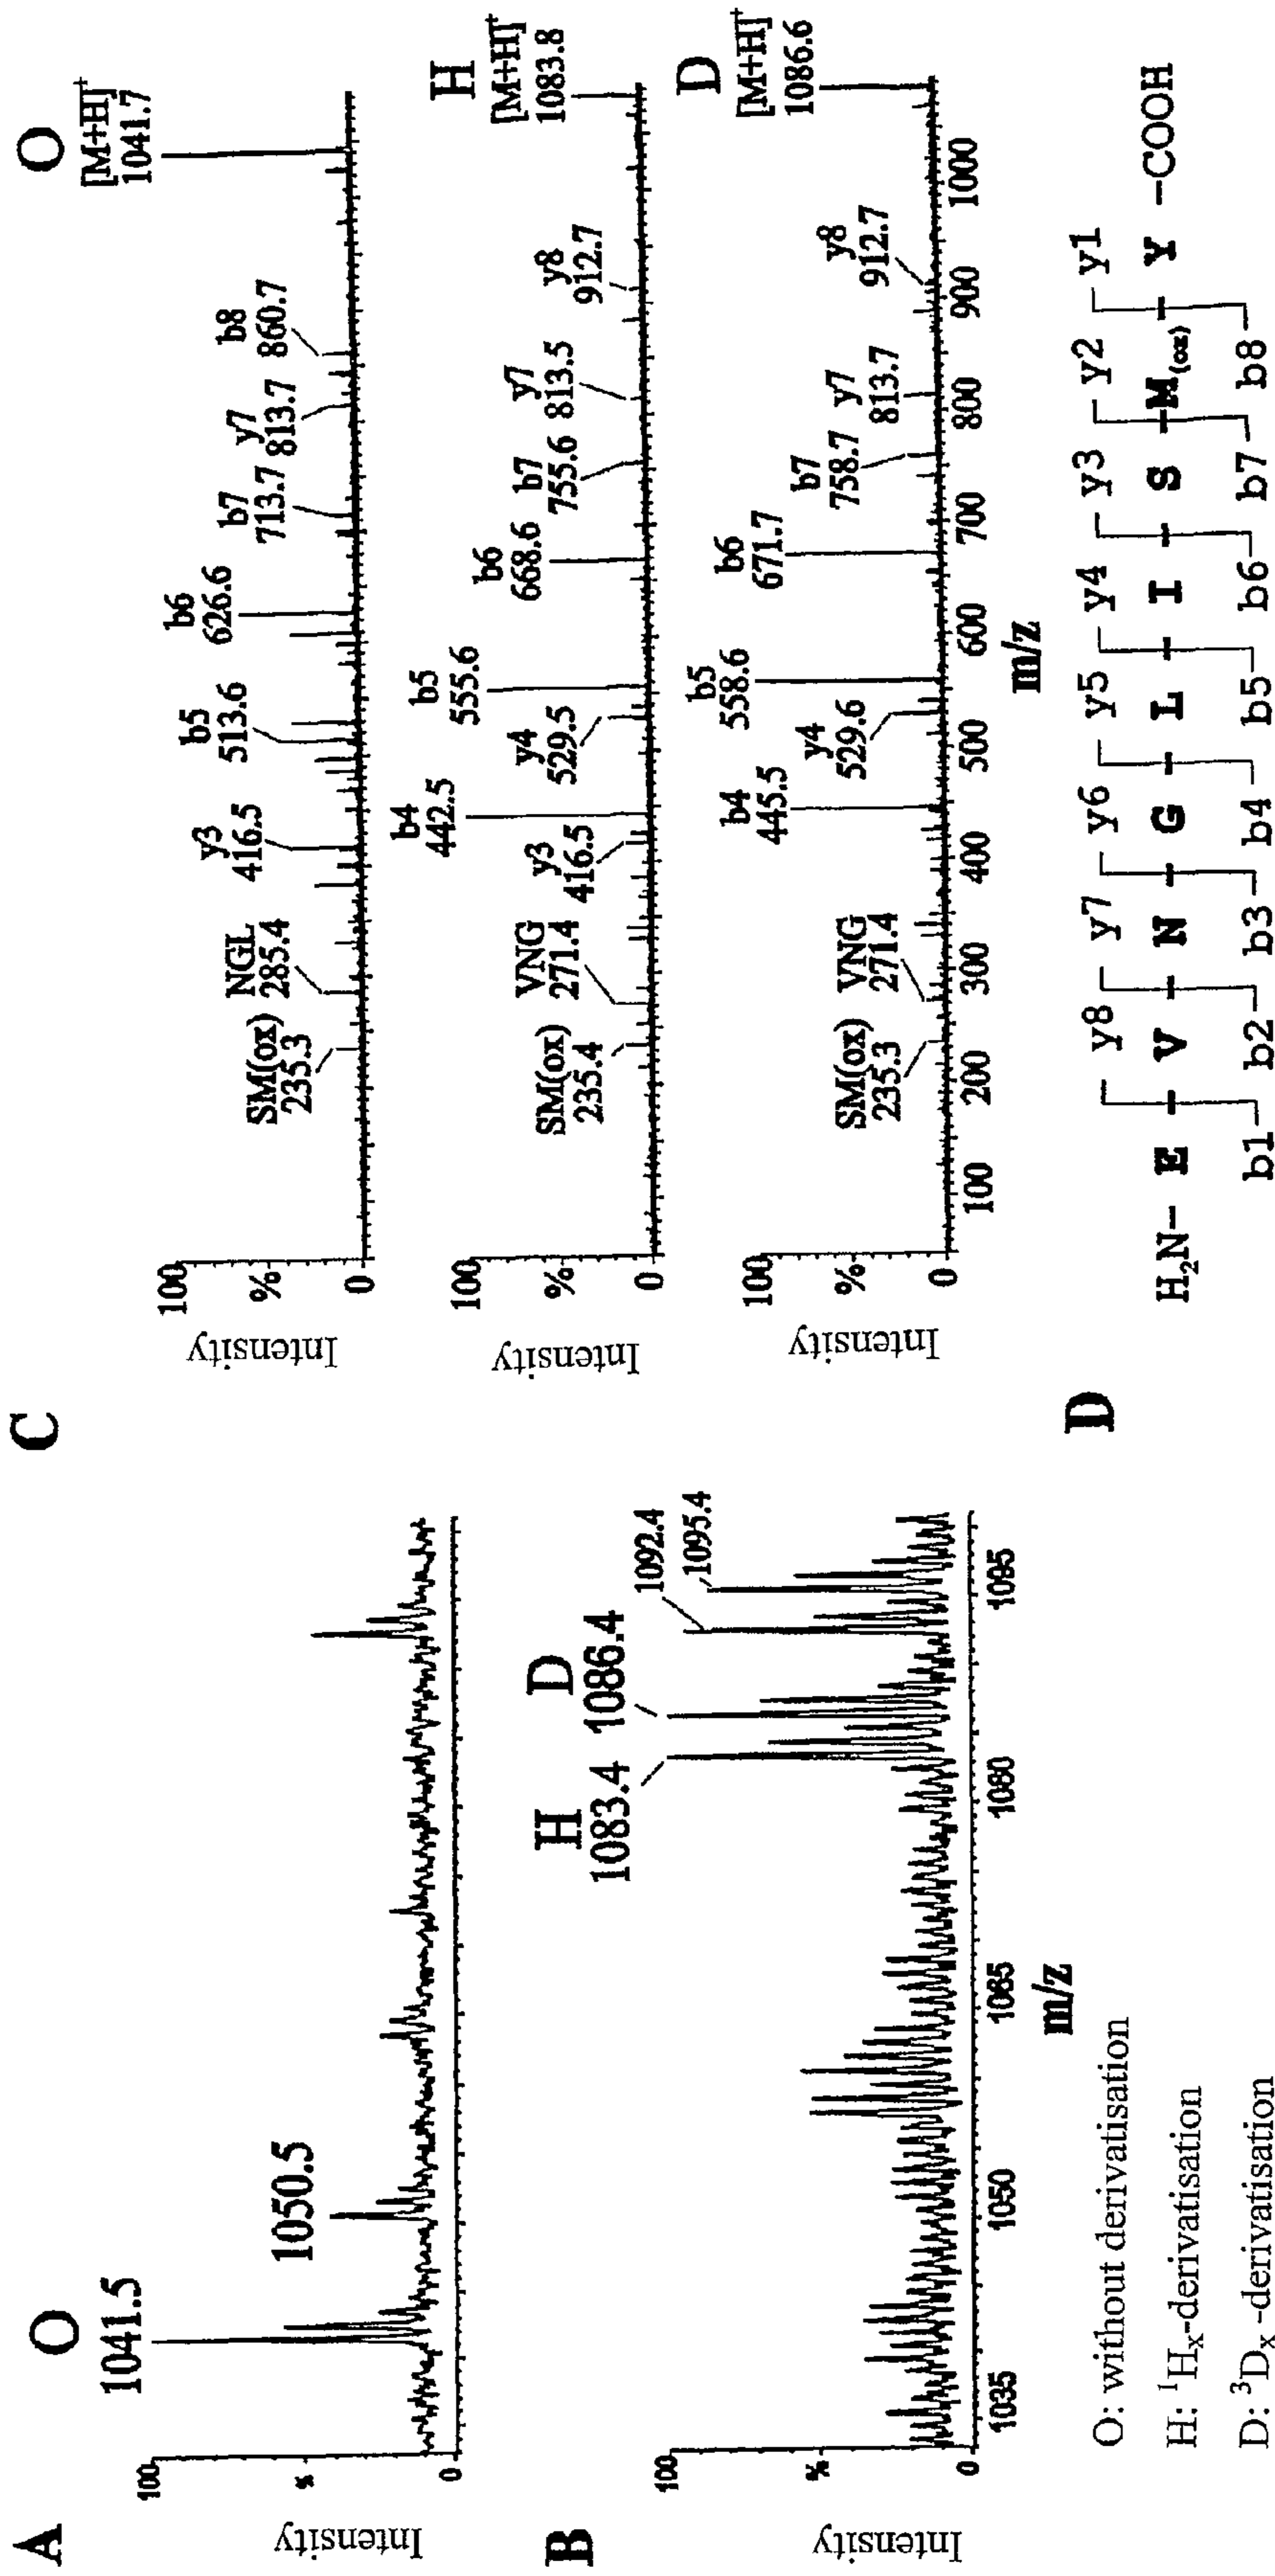 A
O
1041.5
1050.5
100
%
0
Intensity
B
H
1083.4
D
1086.4
1092.4
1095.4
100
%
0
Intensity
1035
1050
1065
1080
1095
m/z
O: without derivatisation
H: ¹Hₓ-derivatisation
D: ³Dₓ -derivatisation
C
O
[M+H]⁺
1041.7
SM(ox)
235.3
NGL
285.4
y3
416.5
b5
513.6
b6
626.6
b7
713.7
y7
813.7
b8
860.7
100
%
0
Intensity
H
[M+H]⁺
1083.8
SM(ox)
235.4
VNG
271.4
y3
416.5
b4
442.5
y4
529.5
b5
555.6
b6
668.6
b7
755.6
y7
813.5
y8
912.7
100
%
0
Intensity
D
[M+H]⁺
1086.6
SM(ox)
235.3
VNG
271.4
b4
445.5
y4
529.6
b5
558.6
b6
671.7
b7
758.7
y7
813.7
y8
912.7
100
%
0
Intensity
100 200 300 400 500 600 700 800 900 1000
m/z
D
y8 y7 y6 y5 y4 y3 y2 y1
H₂N- E V N G L I S M(ox) Y -COOH
b1 b2 b3 b4 b5 b6 b7 b8